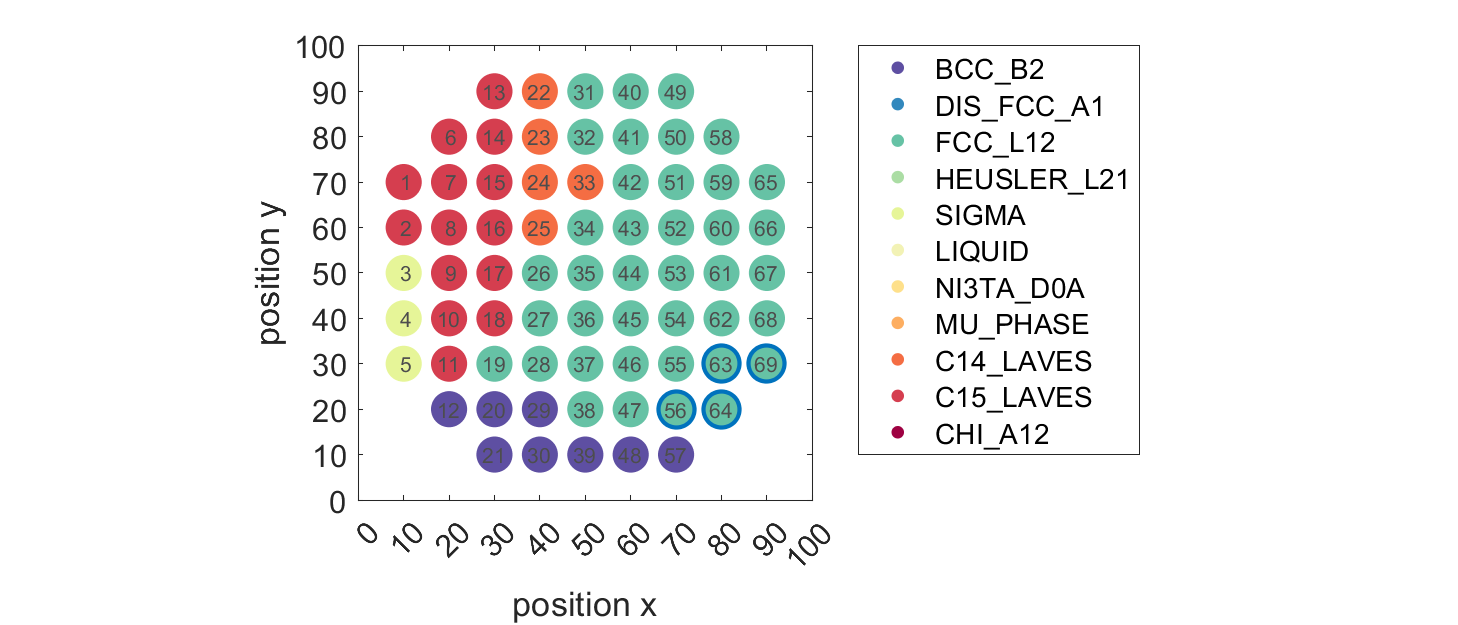 100
90
13 22 31 40 49
80
6 14 23 32 41 50 58
70
1 7 15 24 33 42 51 59 65
60
2 8 16 25 34 43 52 60 66
50
3 9 17 26 35 44 53 61 67
40
4 10 18 27 36 45 54 62 68
30
5 11 19 28 37 46 55 63 69
20
12 20 29 38 47 56 64
10
21 30 39 48 57
0
position y
0 10 20 30 40 50 60 70 80 90 100
position x
BCC_B2
DIS_FCC_A1
FCC_L12
HEUSLER_L21
SIGMA
LIQUID
NI3TA_D0A
MU_PHASE
C14_LAVES
C15_LAVES
CHI_A12